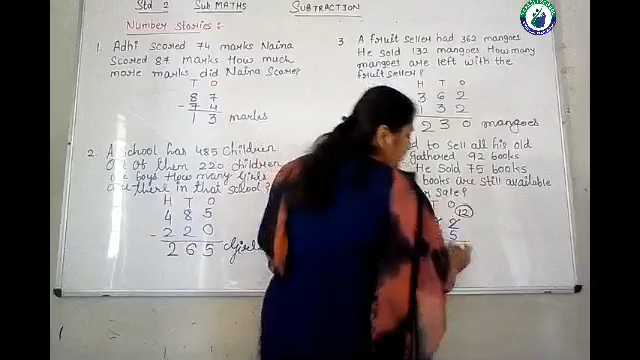 Std 2 Sub MATHS SUBTRACTION
Number Stories:-
1. Adhi scored 74 marks Naina
Scored 87 Marks. How much
more marks did Naina Score?
T O
8 7
- 7 4
1 3 marks
2. A school has 485 Children
Out of them 220 children
are boys How many Girls
are there in that school?
H T O
4 8 5
- 2 2 0
2 6 5 Girls
3. A fruit seller had 362 mangoes
He sold 132 mangoes How many
mangoes are left with the
fruit seller?
H T O
3 6 2
1 3 2
2 3 0 mangoes
to sell all his old
gathered 92 books
He sold 75 books
books are still available
sale?
T O
12
2
5